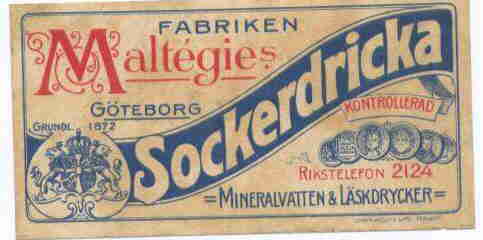 FABRIKEN
Maltégies
GÖTEBORG
GRUNDL. 1872
Sockerdricka
KONTROLLERAD
RIKSTELEFON 2124
=MINERALVATTEN & LÄSKDRYCKER=